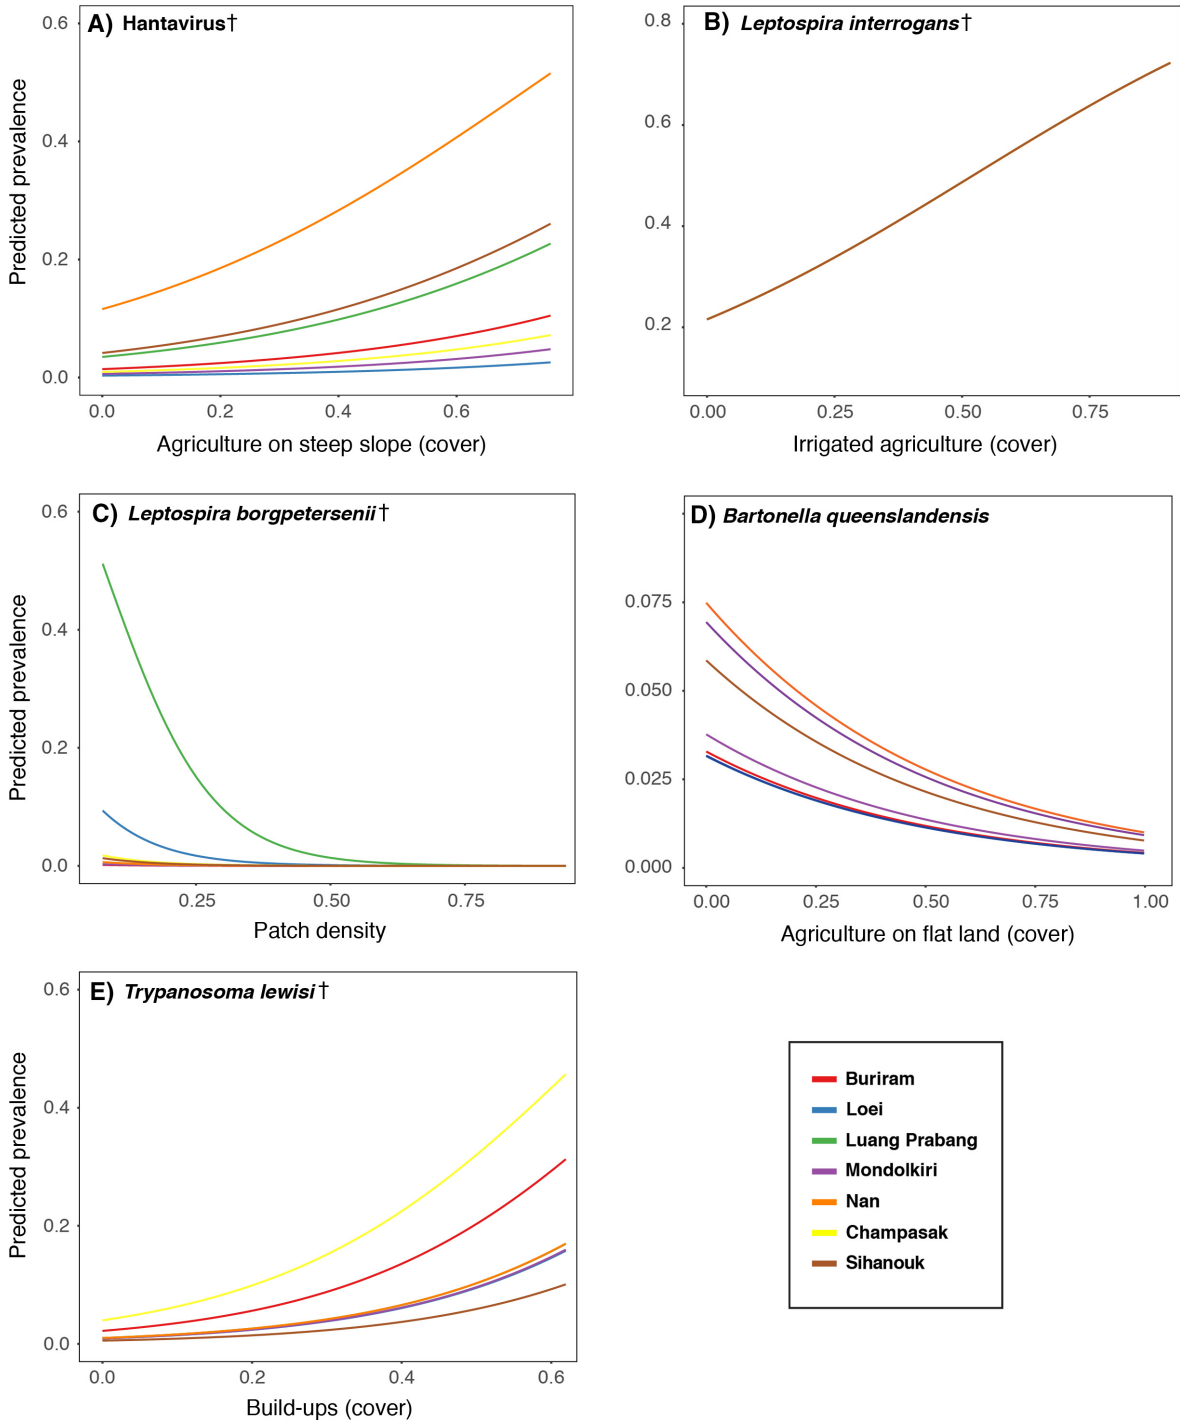 A) Hantavirus†
0.6
0.4
0.2
0.0
Predicted prevalence
0.0 0.2 0.4 0.6
Agriculture on steep slope (cover)
B) Leptospira interrogans†
0.8
0.6
0.4
0.2
0.00 0.25 0.50 0.75
Irrigated agriculture (cover)
C) Leptospira borgpetersenii†
0.6
0.4
0.2
0.0
Predicted prevalence
0.25 0.50 0.75
Patch density
D) Bartonella queenslandensis
0.075
0.050
0.025
0.000
0.00 0.25 0.50 0.75 1.00
Agriculture on flat land (cover)
E) Trypanosoma lewisi†
0.6
0.4
0.2
0.0
Predicted prevalence
0.0 0.2 0.4 0.6
Build-ups (cover)
Buriram
Loei
Luang Prabang
Mondolkiri
Nan
Champasak
Sihanouk